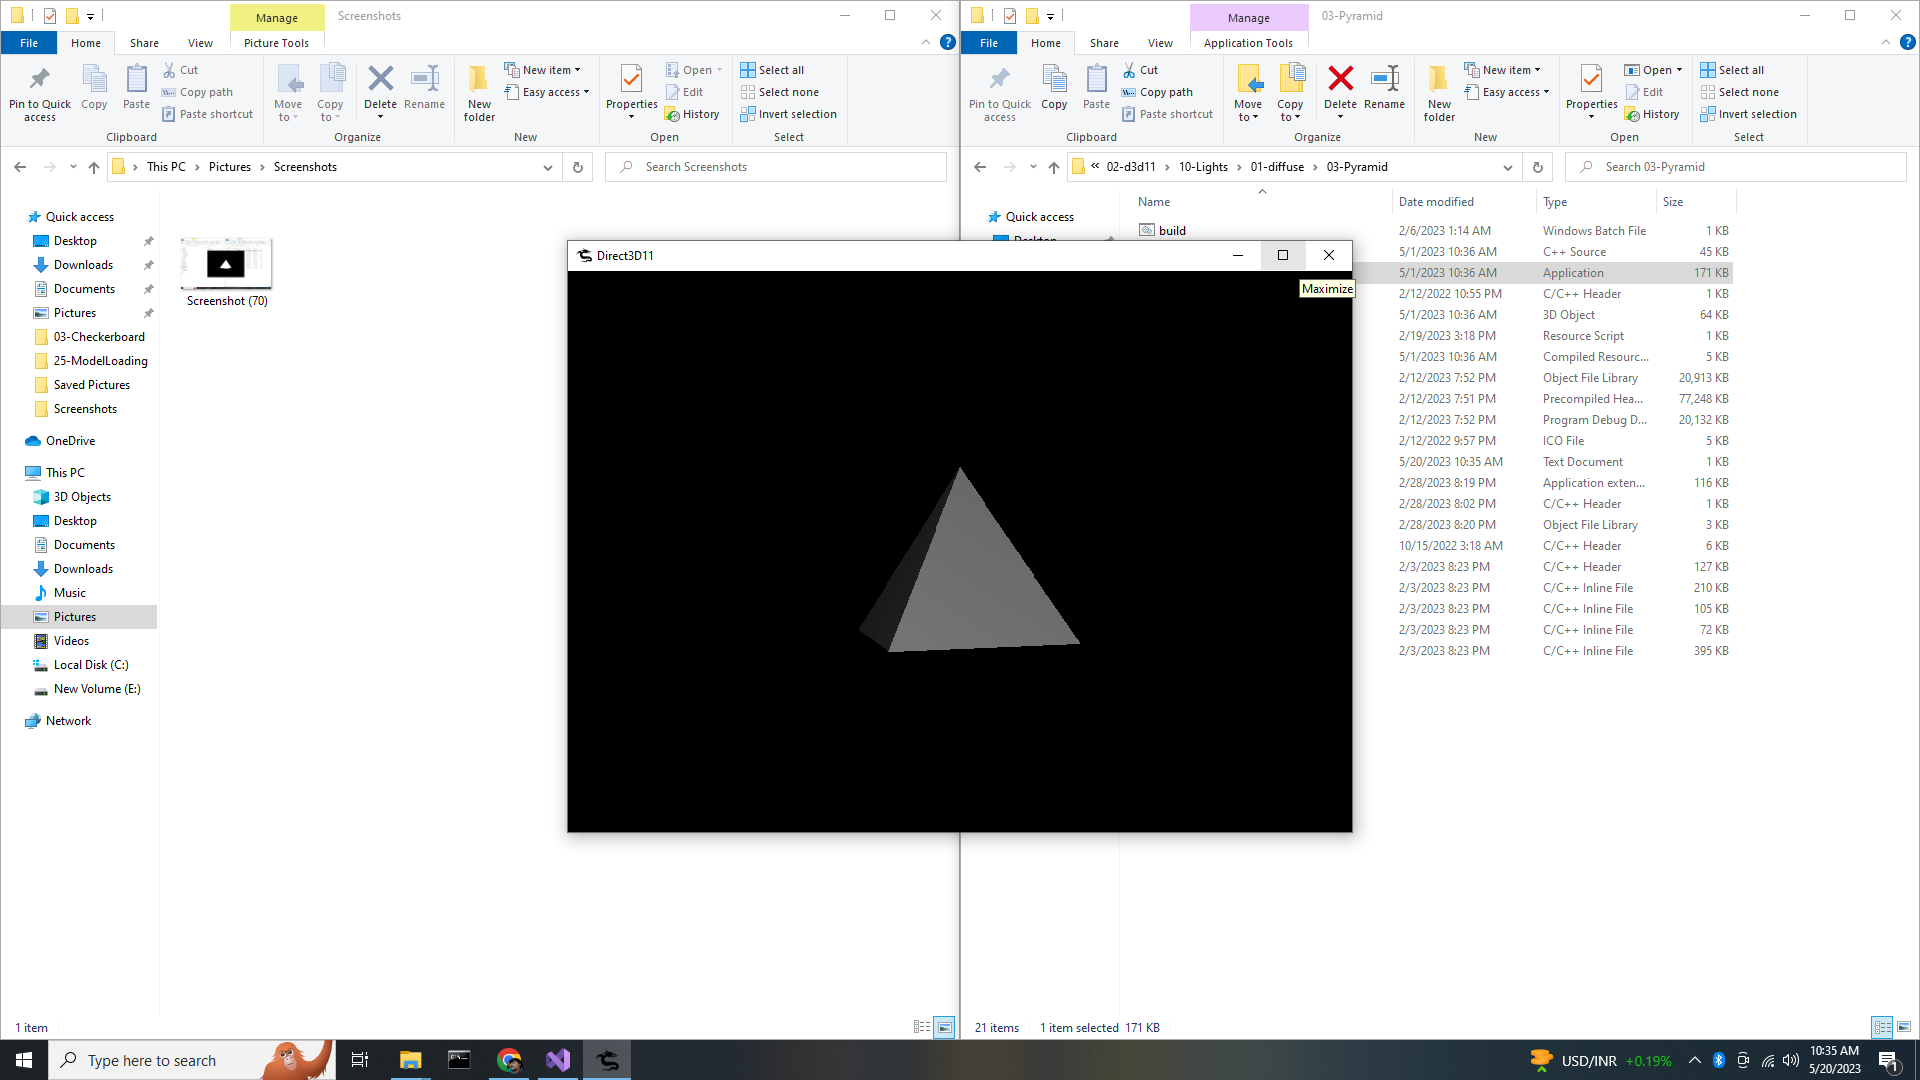 Manage
Screenshots
File
Home
Share
View
Picture Tools
Pin to Quick access
Copy
Paste
Cut
Copy path
Paste shortcut
Clipboard
Move to
Copy to
Delete
Rename
Organize
New folder
New item
Easy access
New
Properties
Open
Edit
History
Open
Select all
Select none
Invert selection
Select
This PC
Pictures
Screenshots
Search Screenshots
Quick access
Desktop
Downloads
Documents
Pictures
03-Checkerboard
25-ModelLoading
Saved Pictures
Screenshots
OneDrive
This PC
3D Objects
Desktop
Documents
Downloads
Music
Pictures
Videos
Local Disk (C:)
New Volume (E:)
Network
Screenshot (70)
1 item
Manage
03-Pyramid
File
Home
Share
View
Application Tools
Pin to Quick access
Copy
Paste
Cut
Copy path
Paste shortcut
Clipboard
Move to
Copy to
Delete
Rename
Organize
New folder
New item
Easy access
New
Properties
Open
Edit
History
Open
Select all
Select none
Invert selection
Select
« 02-d3d11
10-Lights
01-diffuse
03-Pyramid
Search 03-Pyramid
Quick access
Name
Date modified
Type
Size
build
2/6/2023 1:14 AM Windows Batch File 1 KB
5/1/2023 10:36 AM C++ Source 45 KB
5/1/2023 10:36 AM Application 171 KB
2/12/2022 10:55 PM C/C++ Header 1 KB
5/1/2023 10:36 AM 3D Object 64 KB
2/19/2023 3:18 PM Resource Script 1 KB
5/1/2023 10:36 AM Compiled Resourc... 5 KB
2/12/2023 7:52 PM Object File Library 20,913 KB
2/12/2023 7:51 PM Precompiled Hea... 77,248 KB
2/12/2023 7:52 PM Program Debug D... 20,132 KB
2/12/2022 9:57 PM ICO File 5 KB
5/20/2023 10:35 AM Text Document 1 KB
2/28/2023 8:19 PM Application exten... 116 KB
2/28/2023 8:02 PM C/C++ Header 1 KB
2/28/2023 8:20 PM Object File Library 3 KB
10/15/2022 3:18 AM C/C++ Header 6 KB
2/3/2023 8:23 PM C/C++ Header 127 KB
2/3/2023 8:23 PM C/C++ Inline File 210 KB
2/3/2023 8:23 PM C/C++ Inline File 105 KB
2/3/2023 8:23 PM C/C++ Inline File 72 KB
2/3/2023 8:23 PM C/C++ Inline File 395 KB
21 items
1 item selected 171 KB
Direct3D11
Maximize
Type here to search
USD/INR +0.19%
10:35 AM
5/20/2023
1